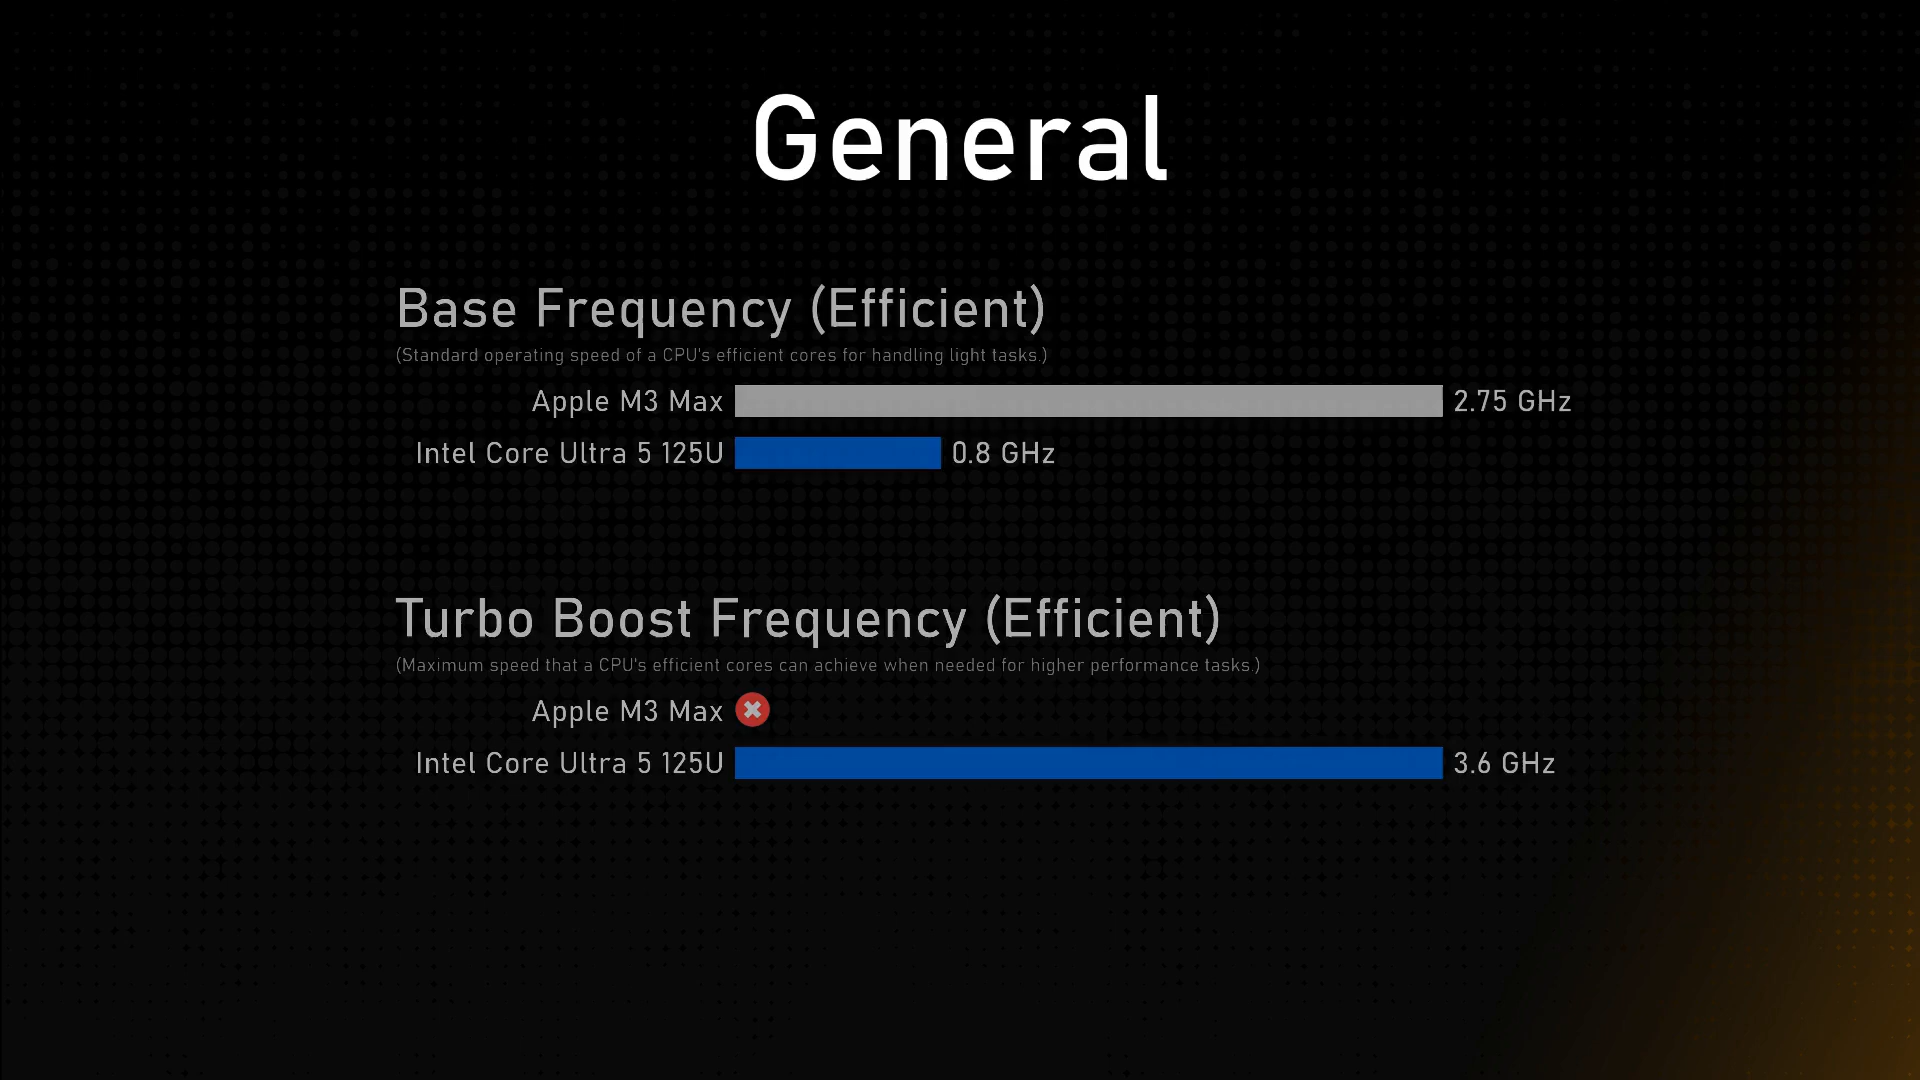 General
Base Frequency (Efficient)
(Standard operating speed of a CPU's efficient cores for handling light tasks.)
Apple M3 Max 2.75 GHz
Intel Core Ultra 5 125U 0.8 GHz
Turbo Boost Frequency (Efficient)
(Maximum speed that a CPU's efficient cores can achieve when needed for higher performance tasks.)
Apple M3 Max
Intel Core Ultra 5 125U 3.6 GHz